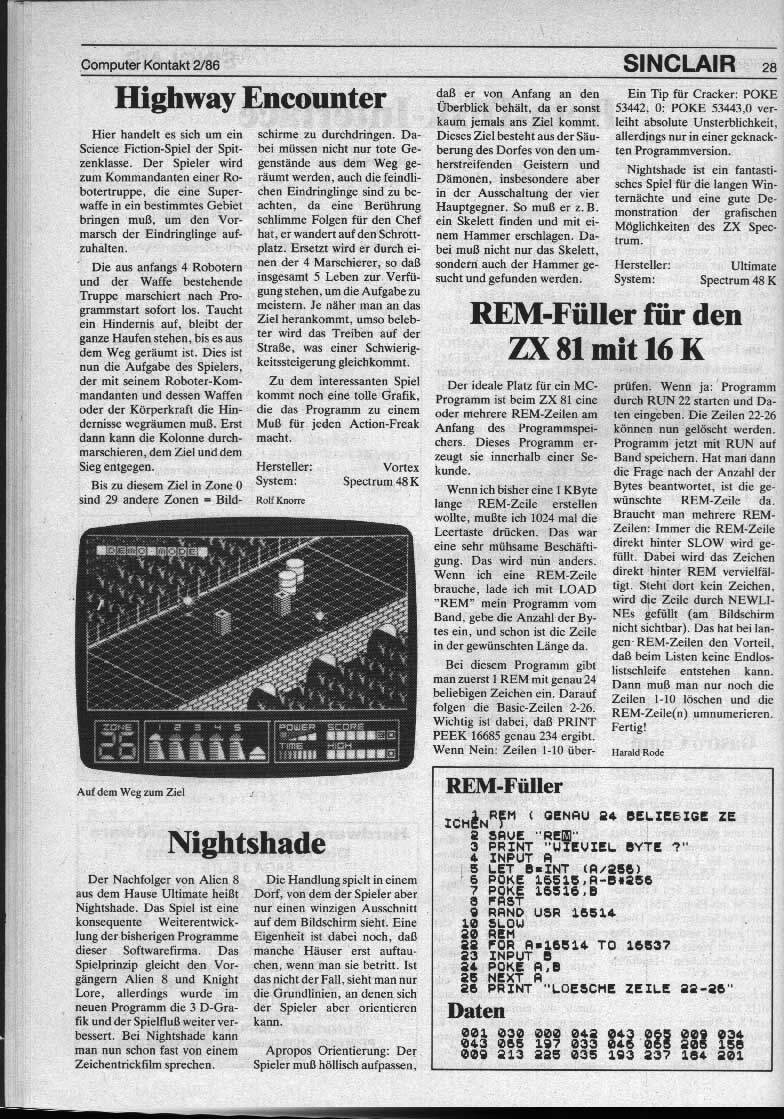 Computer Kontakt 2/86
SINCLAIR 28
Highway Encounter
Hier handelt es sich um ein
Science Fiction-Spiel der Spit-
zenklasse. Der Spieler wird
zum Kommandanten einer Ro-
botertruppe, die eine Super-
waffe in ein bestimmtes Gebiet
bringen muß, um den Vor-
marsch der Eindringlinge auf-
zuhalten.
Die aus anfangs 4 Robotern
und der Waffe bestehende
Truppe marschiert nach Pro-
grammstart sofort los. Taucht
ein Hindernis auf, bleibt der
ganze Haufen stehen, bis es aus
dem Weg geräumt ist. Dies ist
nun die Aufgabe des Spielers,
der mit seinem Roboter-Kom-
mandanten und dessen Waffen
oder der Körperkraft die Hin-
dernisse wegräumen muß. Erst
dann kann die Kolonne durch-
marschieren, dem Ziel und dem
Sieg entgegen.
Bis zu diesem Ziel in Zone 0
sind 29 andere Zonen = Bild-
schirme zu durchdringen. Da-
bei müssen nicht nur tote Ge-
genstände aus dem Weg ge-
räumt werden, auch die feindli-
chen Eindringlinge sind zu be-
achten, da eine Berührung
schlimme Folgen für den Chef
hat, er wandert auf den Schrott-
platz. Ersetzt wird er durch ei-
nen der 4 Marschierer, so daß
insgesamt 5 Leben zur Verfü-
gung stehen, um die Aufgabe zu
meistern. Je näher man an das
Ziel herankommt, umso beleb-
ter wird das Treiben auf der
Straße, was einer Schwierig-
keitssteigerung gleichkommt.
Zu dem interessanten Spiel
kommt noch eine tolle Grafik,
die das Programm zu einem
Muß für jeden Action-Freak
macht.
Hersteller: Vortex
System: Spectrum 48 K
Rolf Knorre
DEMO MODE
ZONE
26
1 2 3 4 5
POWER SCORE
TIME HIGH
Auf dem Weg zum Ziel
Nightshade
Der Nachfolger von Alien 8
aus dem Hause Ultimate heißt
Nightshade. Das Spiel ist eine
konsequente Weiterentwick-
lung der bisherigen Programme
dieser Softwarefirma. Das
Spielprinzip gleicht den Vor-
gängern Alien 8 und Knight
Lore, allerdings wurde im
neuen Programm die 3 D-Gra-
fik und der Spielfluß weiter ver-
bessert. Bei Nightshade kann
man nun schon fast von einem
Zeichentrickfilm sprechen.
Die Handlung spielt in einem
Dorf, von dem der Spieler aber
nur einen winzigen Ausschnitt
auf dem Bildschirm sieht. Eine
Eigenheit ist dabei noch, daß
manche Häuser erst auftau-
chen, wenn man sie betritt. Ist
das nicht der Fall, sieht man nur
die Grundlinien, an denen sich
der Spieler aber orientieren
kann.
Apropos Orientierung: Der
Spieler muß höllisch aufpassen,
daß er von Anfang an den
Überblick behält, da er sonst
kaum jemals ans Ziel kommt.
Dieses Ziel besteht aus der Säu-
berung des Dorfes von den um-
herstreifenden Geistern und
Dämonen, insbesondere aber
in der Ausschaltung der vier
Hauptgegner. So muß er z. B.
ein Skelett finden und mit ei-
nem Hammer erschlagen. Da-
bei muß nicht nur das Skelett,
sondern auch der Hammer ge-
sucht und gefunden werden.
Ein Tip für Cracker: POKE
53442, 0: POKE 53443,0 ver-
leiht absolute Unsterblichkeit,
allerdings nur in einer geknack-
ten Programmversion.
Nightshade ist ein fantasti-
sches Spiel für die langen Win-
ternächte und eine gute De-
monstration der grafischen
Möglichkeiten des ZX Spec-
trum.
Hersteller: Ultimate
System: Spectrum 48 K
REM-Füller für den
ZX 81 mit 16 K
Der ideale Platz für ein MC-
Programm ist beim ZX 81 eine
oder mehrere REM-Zeilen am
Anfang des Programmspei-
chers. Dieses Programm er-
zeugt sie innerhalb einer Se-
kunde.
Wenn ich bisher eine 1 KByte
lange REM-Zeile erstellen
wollte, mußte ich 1024 mal die
Leertaste drücken. Das war
eine sehr mühsame Beschäfti-
gung. Das wird nun anders.
Wenn ich eine REM-Zeile
brauche, lade ich mit LOAD
"REM" mein Programm vom
Band, gebe die Anzahl der By-
tes ein, und schon ist die Zeile
in der gewünschten Länge da.
Bei diesem Programm gibt
man zuerst 1 REM mit genau 24
beliebigen Zeichen ein. Darauf
folgen die Basic-Zeilen 2-26.
Wichtig ist dabei, daß PRINT
PEEK 16685 genau 234 ergibt.
Wenn Nein: Zeilen 1-10 über-
prüfen. Wenn ja: Programm
durch RUN 22 starten und Da-
ten eingeben. Die Zeilen 22-26
können nun gelöscht werden.
Programm jetzt mit RUN auf
Band speichern. Hat man dann
die Frage nach der Anzahl der
Bytes beantwortet, ist die ge-
wünschte REM-Zeile da.
Braucht man mehrere REM-
Zeilen: Immer die REM-Zeile
direkt hinter SLOW wird ge-
füllt. Dabei wird das Zeichen
direkt hinter REM vervielfäl-
tigt. Steht dort kein Zeichen,
wird die Zeile durch NEWLI-
NEs gefüllt (am Bildschirm
nicht sichtbar). Das hat bei lan-
gen REM-Zeilen den Vorteil,
daß beim Listen keine Endlos-
listschleife entstehen kann.
Dann muß man nur noch die
Zeilen 1-10 löschen und die
REM-Zeile(n) umnumerieren.
Fertig!
Harald Rode
REM-Füller
1 REM ( GENAU 24 BELIEBIGE ZE
ICHEN )
2 SAVE "REM"
3 PRINT "WIEVIEL BYTE ?"
4 INPUT A
5 LET B=INT (A/256)
6 POKE 16515,A-B*256
7 POKE 16516,B
8 FAST
9 RAND USR 16514
10 SLOW
20 REM
22 FOR A=16514 TO 16537
23 INPUT B
24 POKE A,B
25 NEXT A
26 PRINT "LOESCHE ZEILE 22-26"
Daten
001 030 000 042 043 065 009 034
043 065 197 033 046 065 205 158
009 213 225 035 193 237 184 201